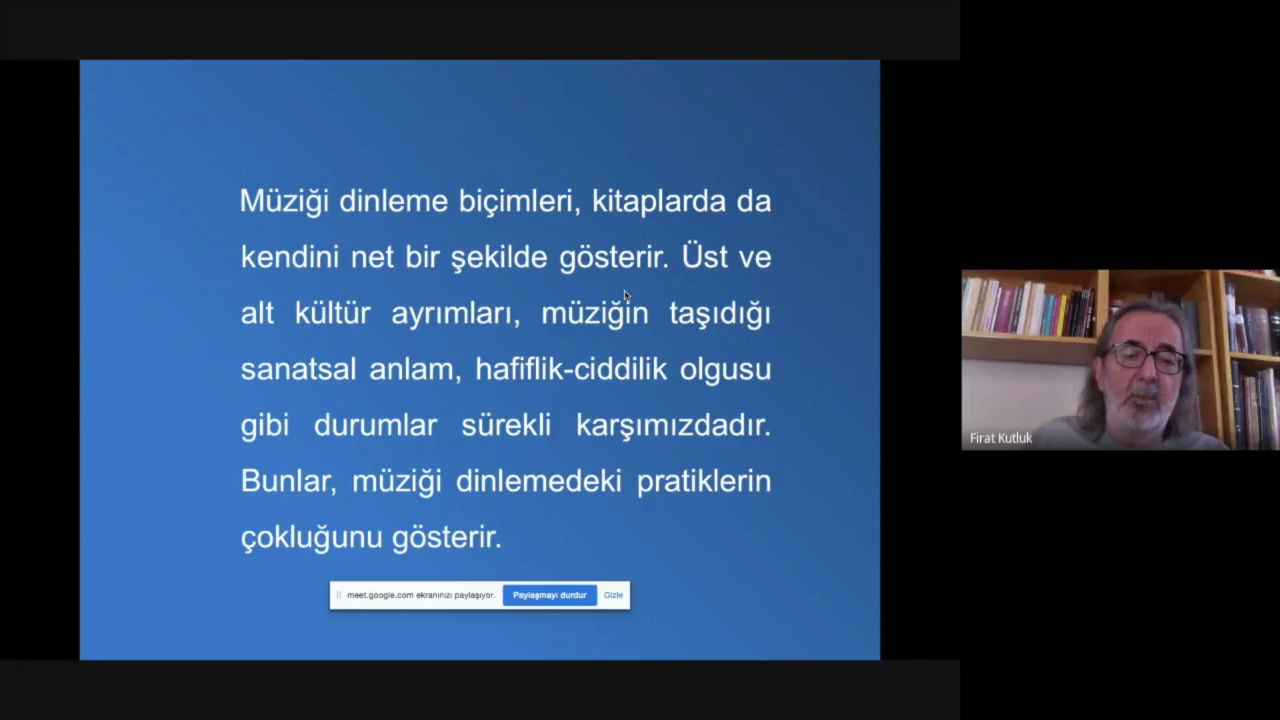 Müziği dinleme biçimleri, kitaplarda da
kendini net bir şekilde gösterir. Üst ve
alt kültür ayrımları, müziğin taşıdığı
sanatsal anlam, hafiflik-ciddilik olgusu
gibi durumlar sürekli karşımızdadır.
Bunlar, müziği dinlemedeki pratiklerin
çokluğunu gösterir.
meet.google.com ekranınızı paylaşıyor. Paylaşmayı durdur Gizle
Firat Kutluk